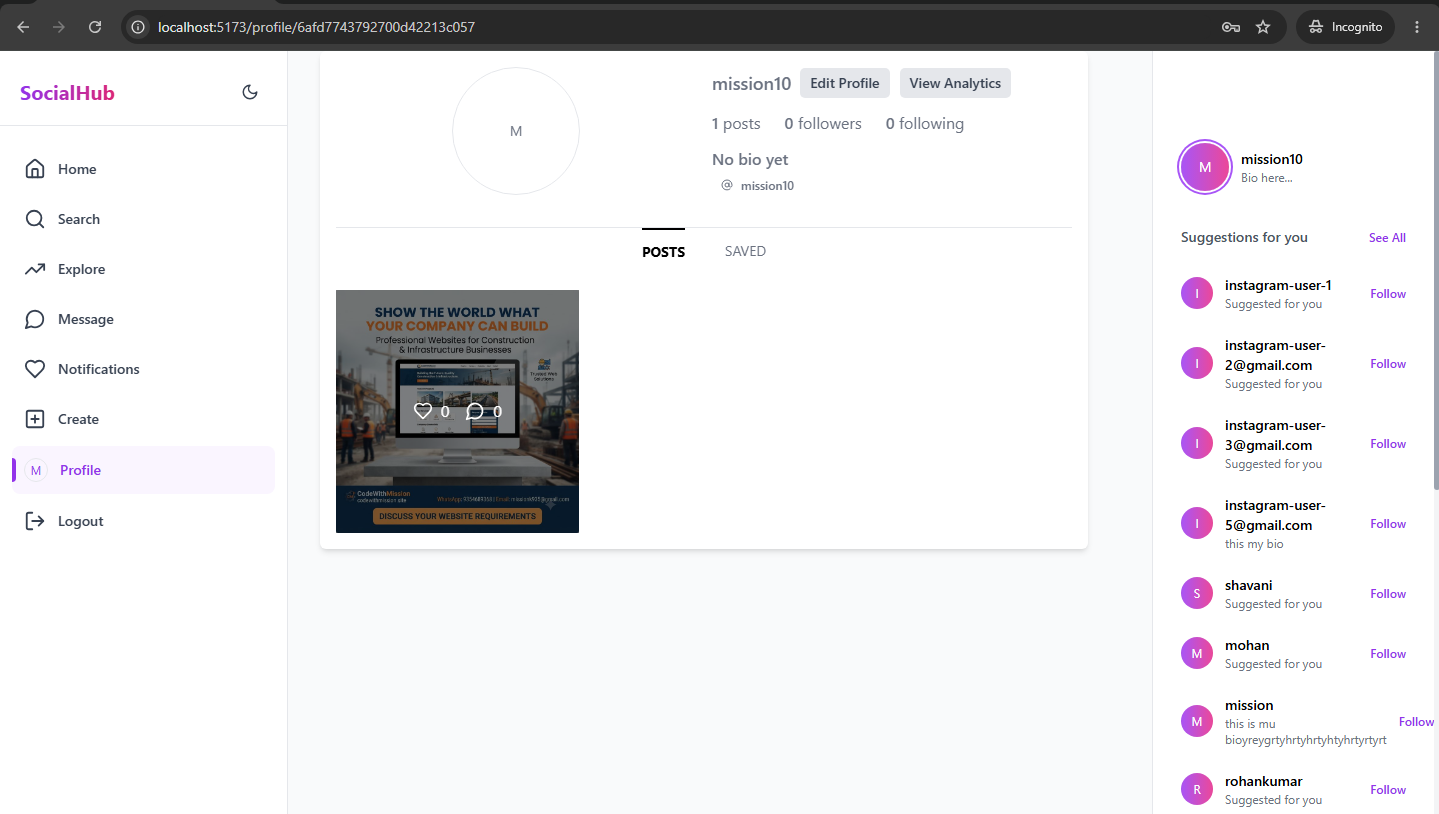 localhost:5173/profile/6afd7743792700d42213c057
Incognito
SocialHub
Home
Search
Explore
Message
Notifications
Create
M Profile
Logout
M
mission10 Edit Profile View Analytics
1 posts 0 followers 0 following
No bio yet
@ mission10
POSTS SAVED
SHOW THE WORLD WHAT
YOUR COMPANY CAN BUILD
Professional Websites for Construction
& Infrastructure Businesses
Trusted Web
Solutions
0 0
CodeWithMission
codewithmission.site
DISCUSS YOUR WEBSITE REQUIREMENTS
M
mission10
Bio here...
Suggestions for you See All
I
instagram-user-1
Suggested for you
Follow
I
instagram-user-
2@gmail.com
Suggested for you
Follow
I
instagram-user-
3@gmail.com
Suggested for you
Follow
I
instagram-user-
5@gmail.com
this my bio
Follow
S
shavani
Suggested for you
Follow
M
mohan
Suggested for you
Follow
M
mission
this is mu
bioyreygrtyhrtyhrtyhtyhrtyrtyrt
Follow
R
rohankumar
Suggested for you
Follow